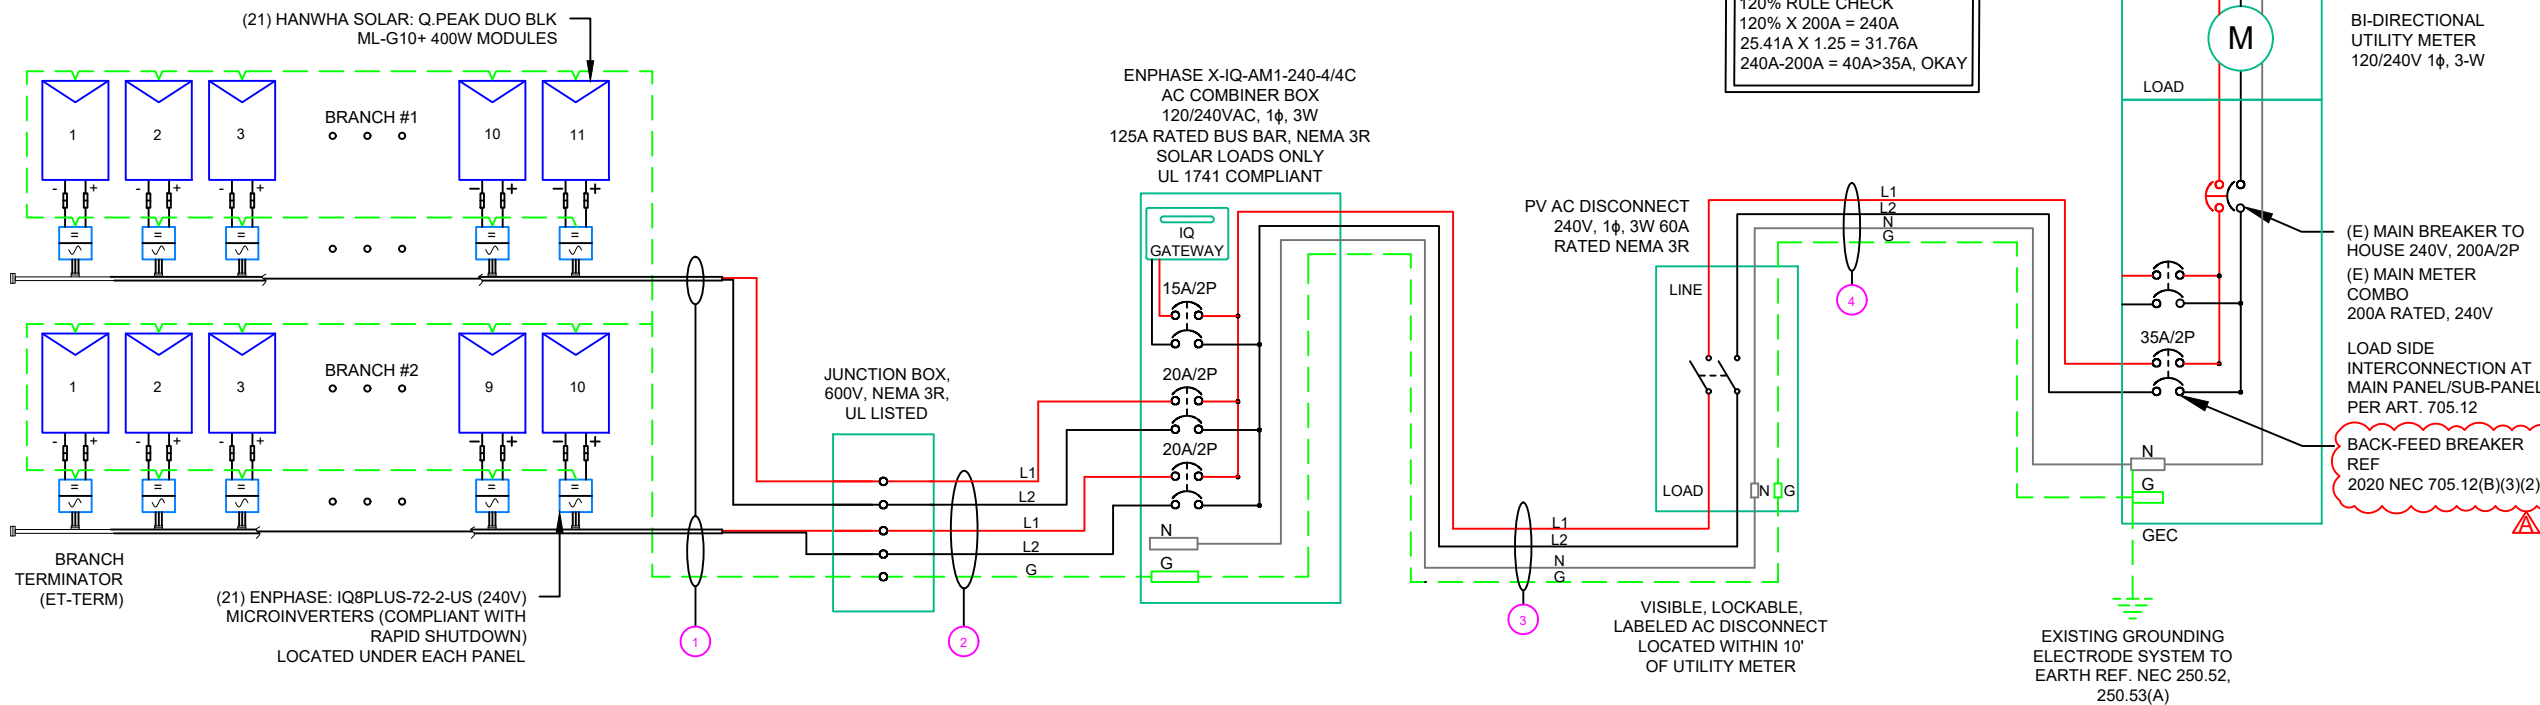 (21) HANWHA SOLAR: Q.PEAK DUO BLK
ML-G10+ 400W MODULES
1
2
3
BRANCH #1
10
11
- +
- +
- +
- +
- +
=
=
=
=
=
1
2
3
BRANCH #2
9
10
- +
- +
- +
- +
- +
=
=
=
=
=
BRANCH
TERMINATOR
(ET-TERM)
(21) ENPHASE: IQ8PLUS-72-2-US (240V)
MICROINVERTERS (COMPLIANT WITH
RAPID SHUTDOWN)
LOCATED UNDER EACH PANEL
1
JUNCTION BOX,
600V, NEMA 3R,
UL LISTED
L1
L2
L1
L2
G
2
ENPHASE X-IQ-AM1-240-4/4C
AC COMBINER BOX
120/240VAC, 1ϕ, 3W
125A RATED BUS BAR, NEMA 3R
SOLAR LOADS ONLY
UL 1741 COMPLIANT
IQ
GATEWAY
15A/2P
20A/2P
20A/2P
N
G
L1
L2
N
G
3
PV AC DISCONNECT
240V, 1ϕ, 3W 60A
RATED NEMA 3R
LINE
LOAD
N G
VISIBLE, LOCKABLE,
LABELED AC DISCONNECT
LOCATED WITHIN 10'
OF UTILITY METER
L1
L2
N
G
4
120% RULE CHECK
120% X 200A = 240A
25.41A X 1.25 = 31.76A
240A-200A = 40A>35A, OKAY
M
LOAD
BI-DIRECTIONAL
UTILITY METER
120/240V 1ϕ, 3-W
(E) MAIN BREAKER TO
HOUSE 240V, 200A/2P
(E) MAIN METER
COMBO
200A RATED, 240V
35A/2P
LOAD SIDE
INTERCONNECTION AT
MAIN PANEL/SUB-PANEL
PER ART. 705.12
BACK-FEED BREAKER
REF
2020 NEC 705.12(B)(3)(2)
A
N
G
GEC
EXISTING GROUNDING
ELECTRODE SYSTEM TO
EARTH REF. NEC 250.52,
250.53(A)